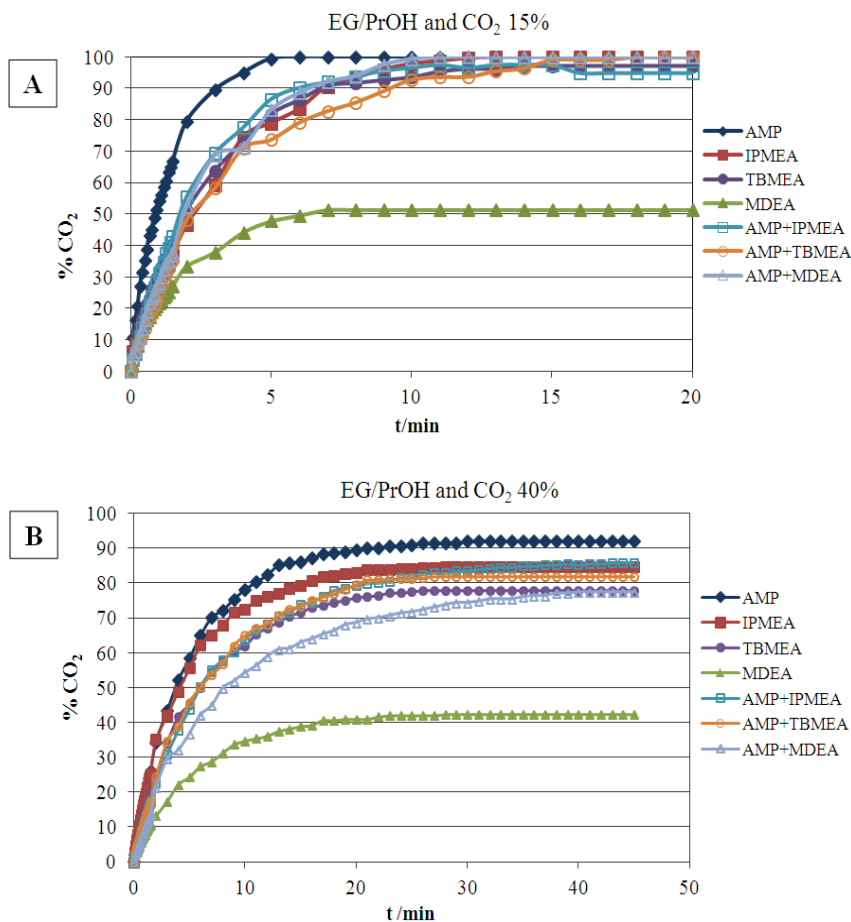 EG/PrOH and CO₂ 15%
A
100
90
80
70
60
50
40
30
20
10
0
% CO₂
0 5 10 15 20
t/min
AMP
IPMEA
TBMEA
MDEA
AMP+IPMEA
AMP+TBMEA
AMP+MDEA
EG/PrOH and CO₂ 40%
B
100
90
80
70
60
50
40
30
20
10
0
% CO₂
0 10 20 30 40 50
t /min
AMP
IPMEA
TBMEA
MDEA
AMP+IPMEA
AMP+TBMEA
AMP+MDEA